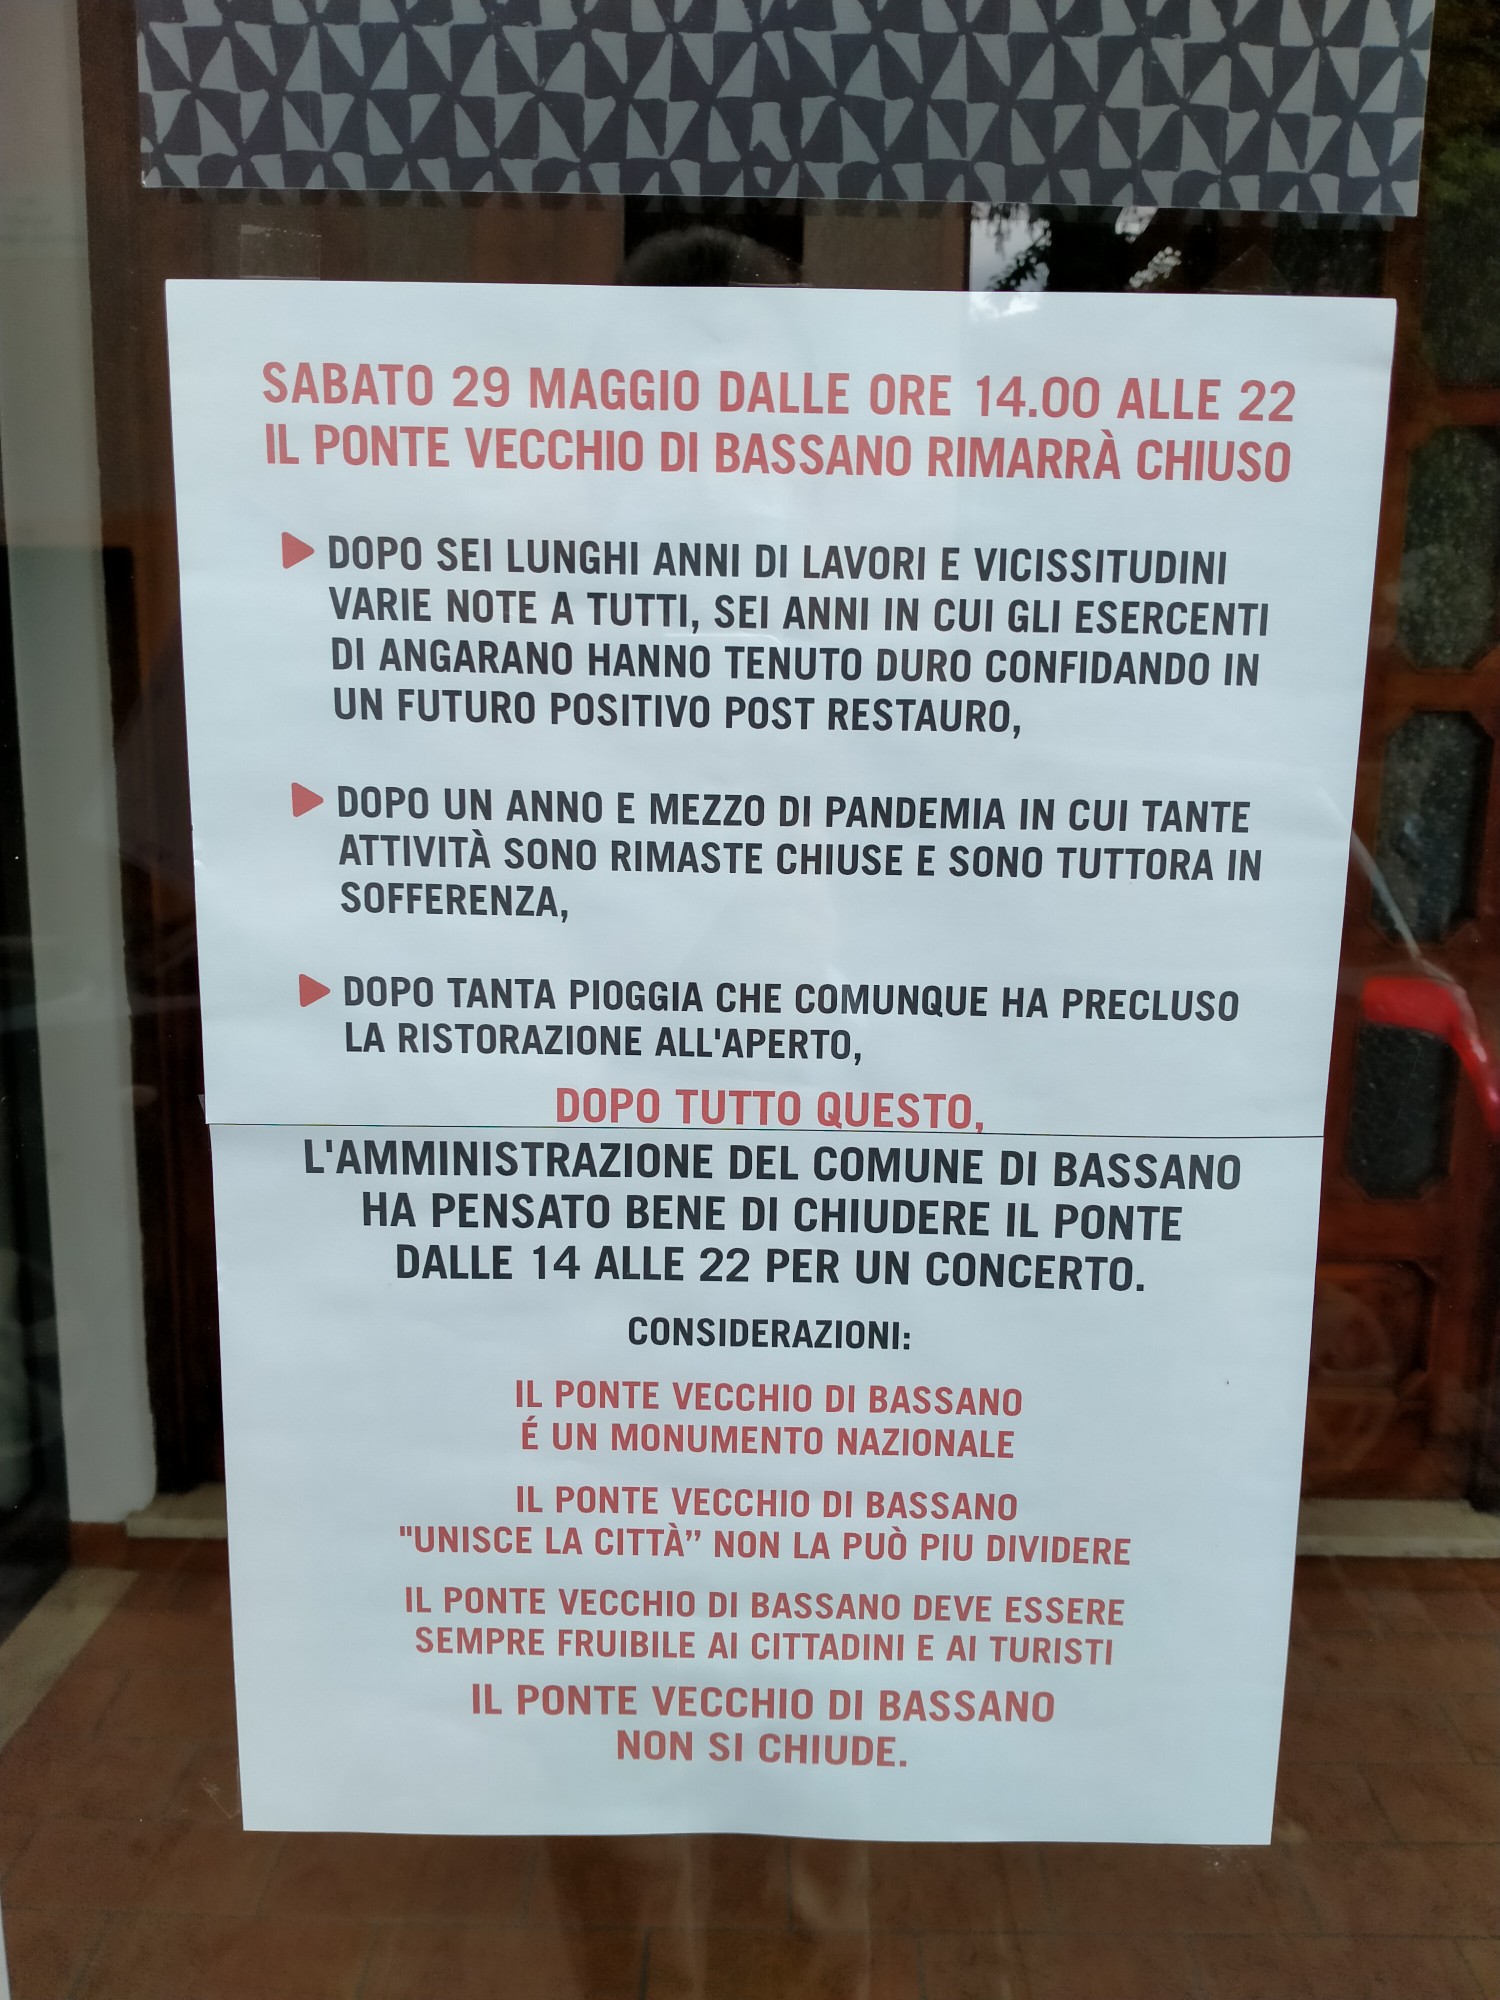 SABATO 29 MAGGIO DALLE ORE 14.00 ALLE 22
IL PONTE VECCHIO DI BASSANO RIMARRÀ CHIUSO
DOPO SEI LUNGHI ANNI DI LAVORI E VICISSITUDINI
VARIE NOTE A TUTTI, SEI ANNI IN CUI GLI ESERCENTI
DI ANGARANO HANNO TENUTO DURO CONFIDANDO IN
UN FUTURO POSITIVO POST RESTAURO,
DOPO UN ANNO E MEZZO DI PANDEMIA IN CUI TANTE
ATTIVITÀ SONO RIMASTE CHIUSE E SONO TUTTORA IN
SOFFERENZA,
DOPO TANTA PIOGGIA CHE COMUNQUE HA PRECLUSO
LA RISTORAZIONE ALL'APERTO,
DOPO TUTTO QUESTO,
L'AMMINISTRAZIONE DEL COMUNE DI BASSANO
HA PENSATO BENE DI CHIUDERE IL PONTE
DALLE 14 ALLE 22 PER UN CONCERTO.
CONSIDERAZIONI:
IL PONTE VECCHIO DI BASSANO
É UN MONUMENTO NAZIONALE
IL PONTE VECCHIO DI BASSANO
"UNISCE LA CITTÀ” NON LA PUÒ PIU DIVIDERE
IL PONTE VECCHIO DI BASSANO DEVE ESSERE
SEMPRE FRUIBILE AI CITTADINI E AI TURISTI
IL PONTE VECCHIO DI BASSANO
NON SI CHIUDE.